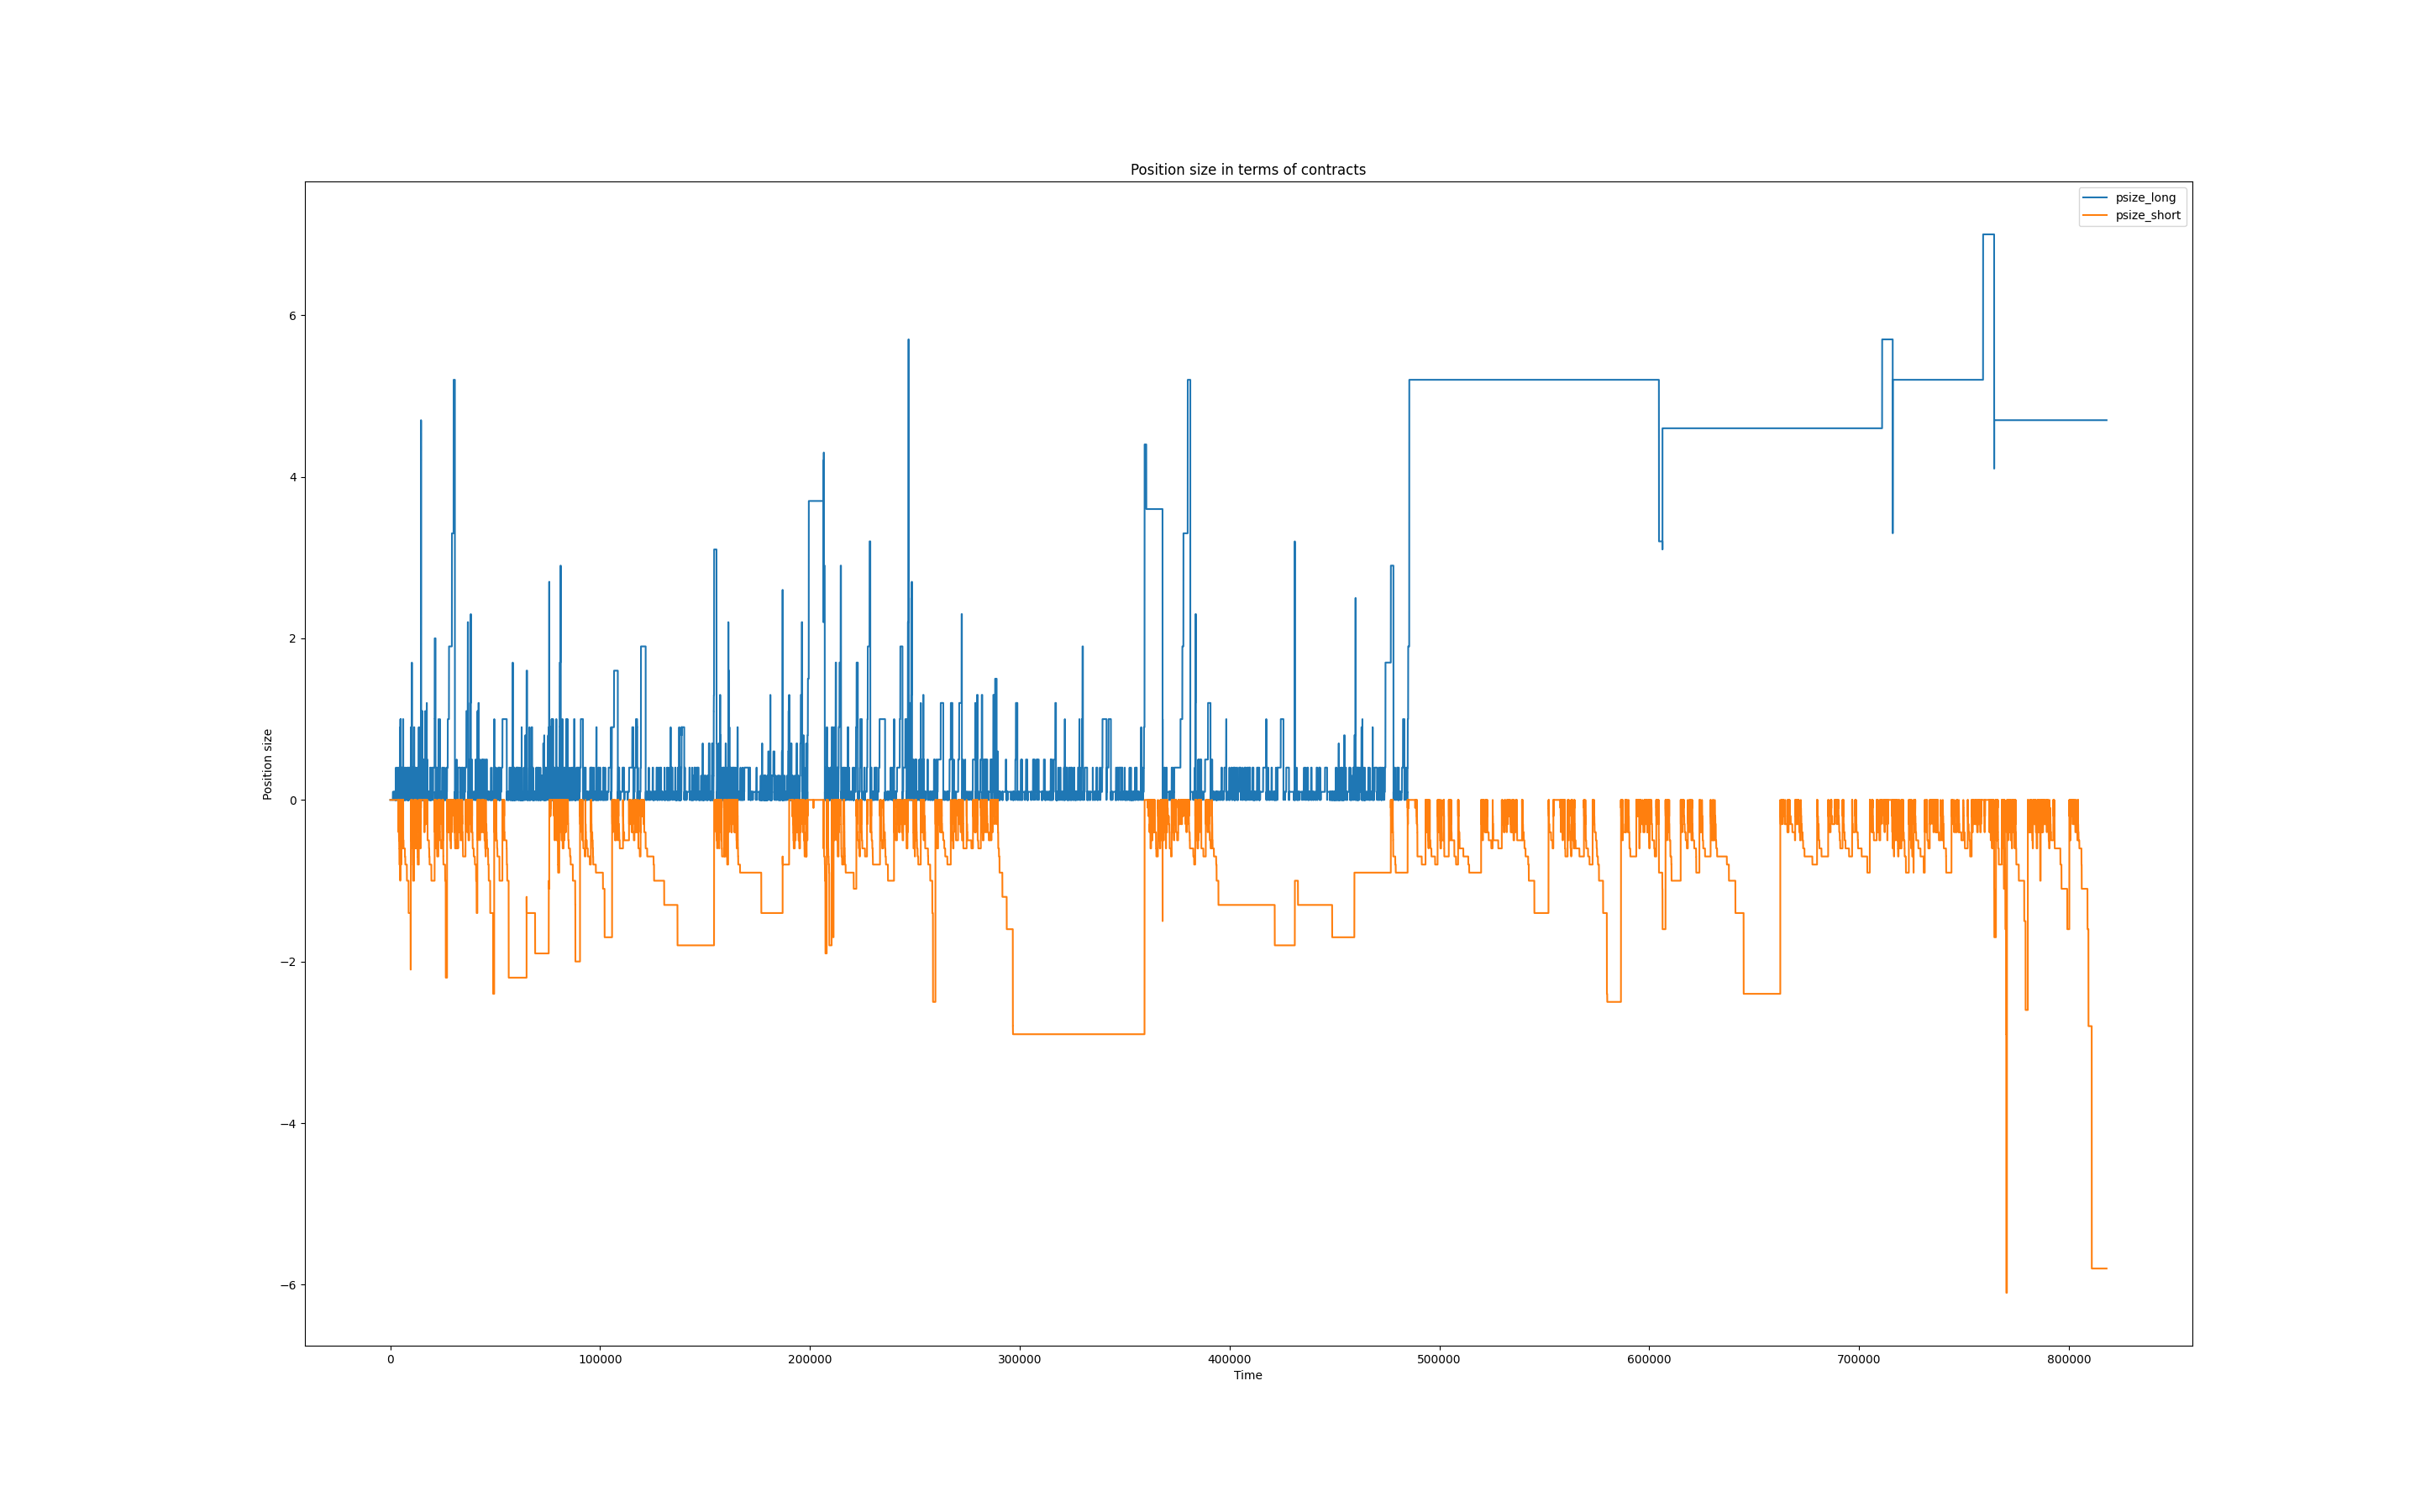 Position size in terms of contracts
psize_long
psize_short
Position size
6
4
2
0
−2
−4
−6
0 100000 200000 300000 400000 500000 600000 700000 800000
Time